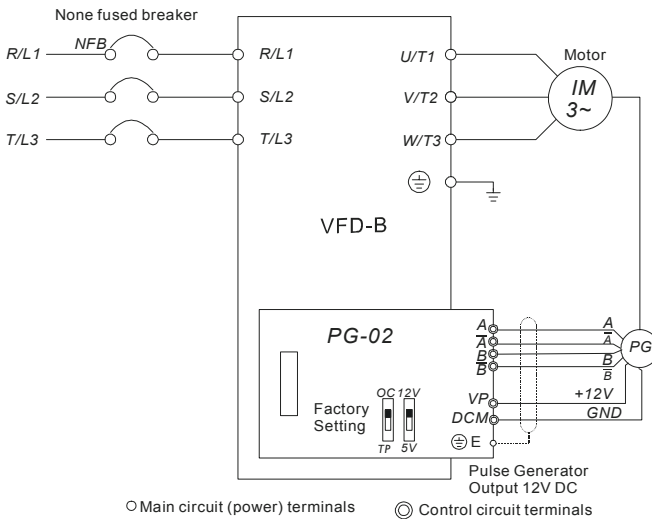 None fused breaker
R/L1 NFB R/L1 U/T1 Motor
S/L2 S/L2 V/T2 IM 3~
T/L3 T/L3 W/T3
VFD-B
PG-02
A A
A̅ A̅
B B
B̅ B̅
PG
OC 12V
VP +12V
Factory
Setting
DCM GND
TP 5V
E
Pulse Generator
Output 12V DC
Main circuit (power) terminals
Control circuit terminals